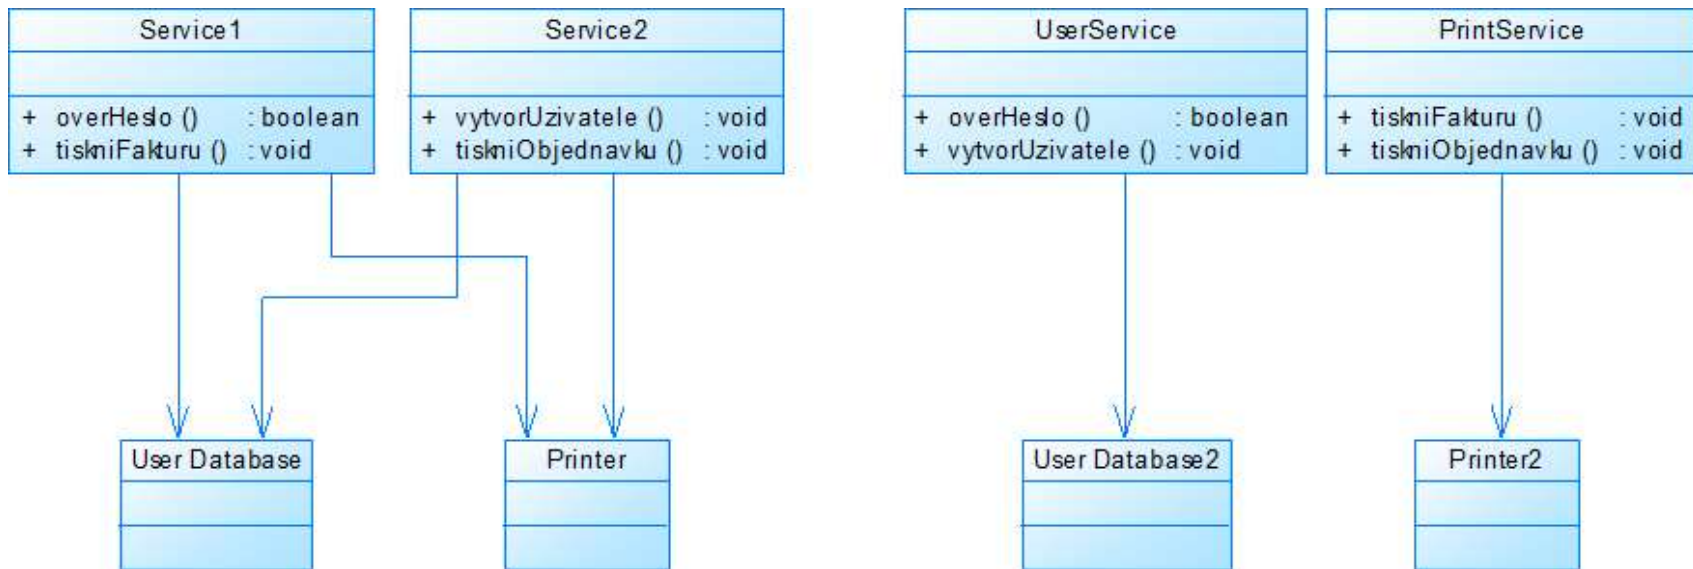 Service1
+ overHeslo () : boolean
+ tiskniFakturu () : void
Service2
+ vytvorUzivatele () : void
+ tiskniObjednavku () : void
UserService
+ overHeslo () : boolean
+ vytvorUzivatele () : void
PrintService
+ tiskniFakturu () : void
+ tiskniObjednavku () : void
User Database
Printer
User Database2
Printer2